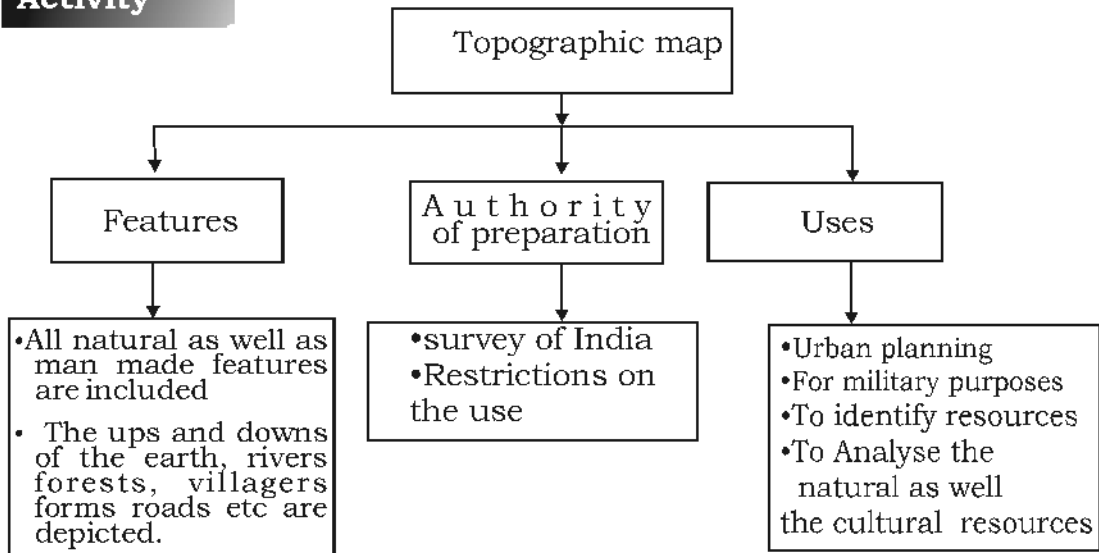 Activity
Topographic map
Features
Authority
of preparation
Uses
•All natural as well as
man made features
are included
• The ups and downs
of the earth, rivers
forests, villagers
forms roads etc are
depicted.
•survey of India
•Restrictions on
the use
•Urban planning
•For military purposes
•To identify resources
•To Analyse the
natural as well
the cultural resources